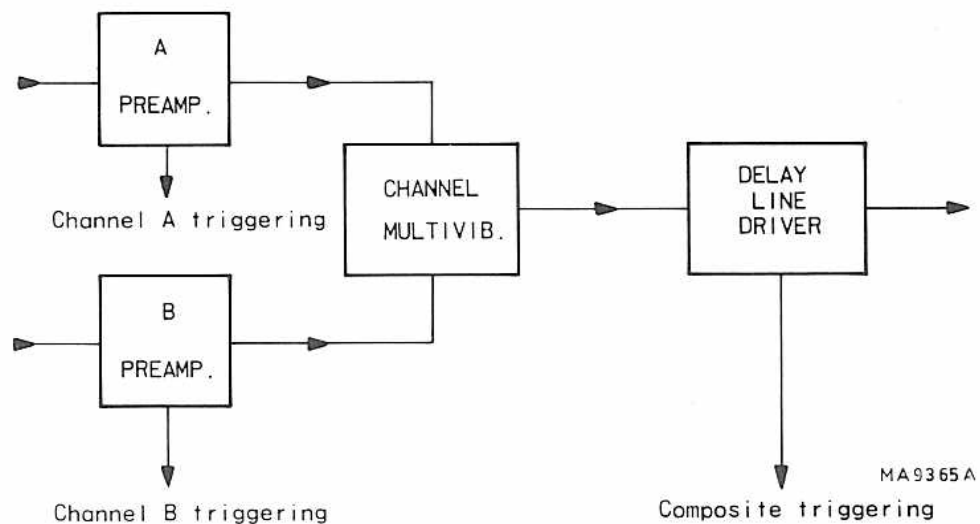 A
PREAMP.
Channel A triggering
CHANNEL
MULTIVIB.
DELAY
LINE
DRIVER
B
PREAMP.
Channel B triggering
MA9365A
Composite triggering